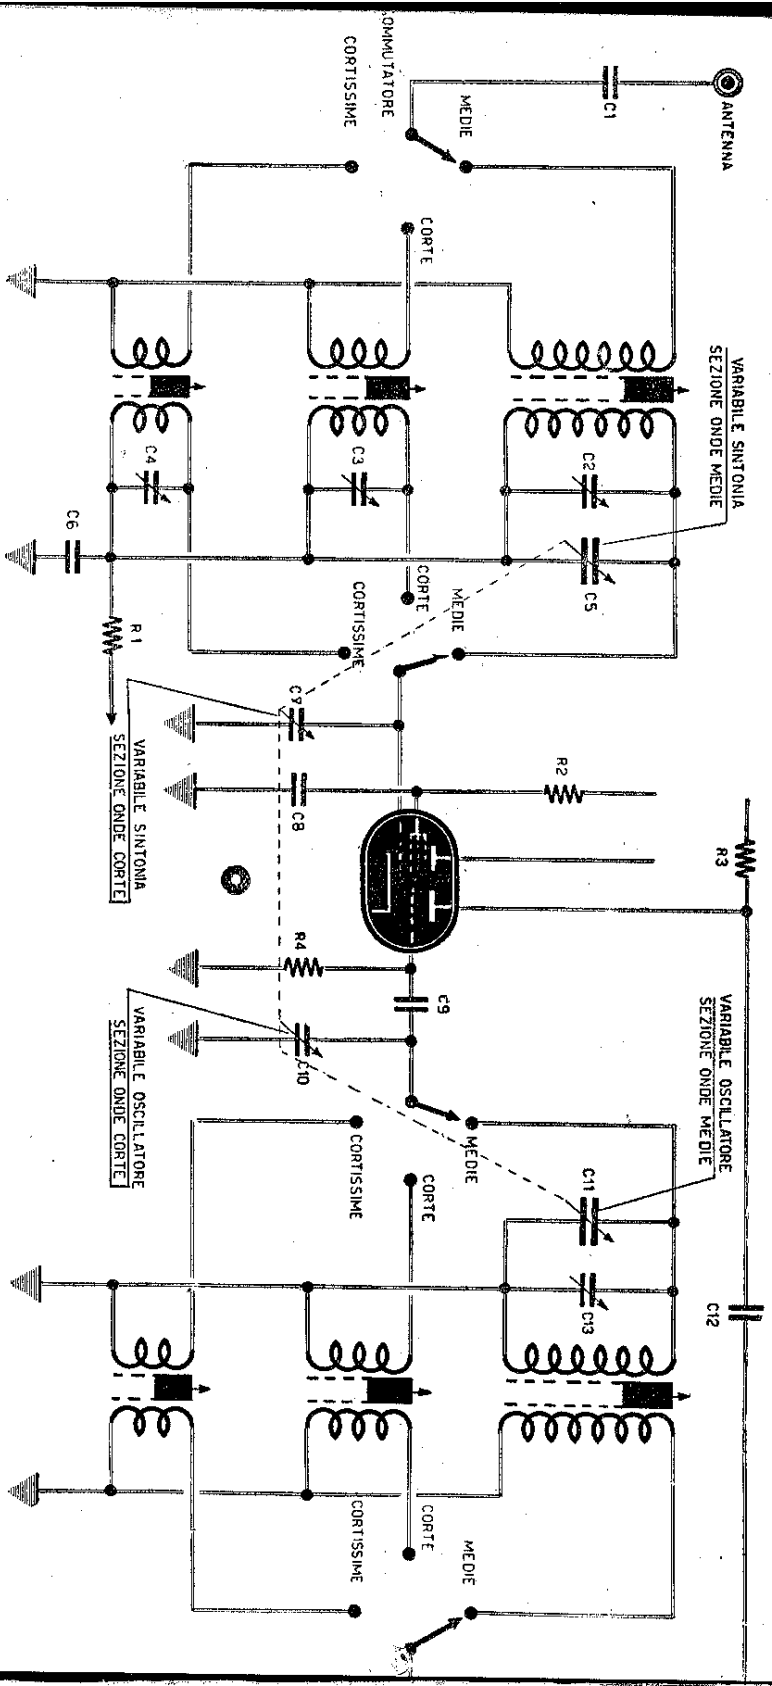 ANTENNA
C1
COMMUTATORE
MEDIE
CORTISSIME
CORTE
VARIABILE SINTONIA
SEZIONE ONDE MEDIE
C2
C3
C4
C5
C6
R1
CORTE
MEDIE
CORTISSIME
C7
VARIABILE SINTONIA
SEZIONE ONDE CORTE
C8
R2
R3
R4
C9
C10
VARIABILE OSCILLATORE
SEZIONE ONDE MEDIE
VARIABILE OSCILLATORE
SEZIONE ONDE CORTE
MEDIE
CORTISSIME
CORTE
C11
C13
C12
CORTE
CORTISSIME
MEDIE